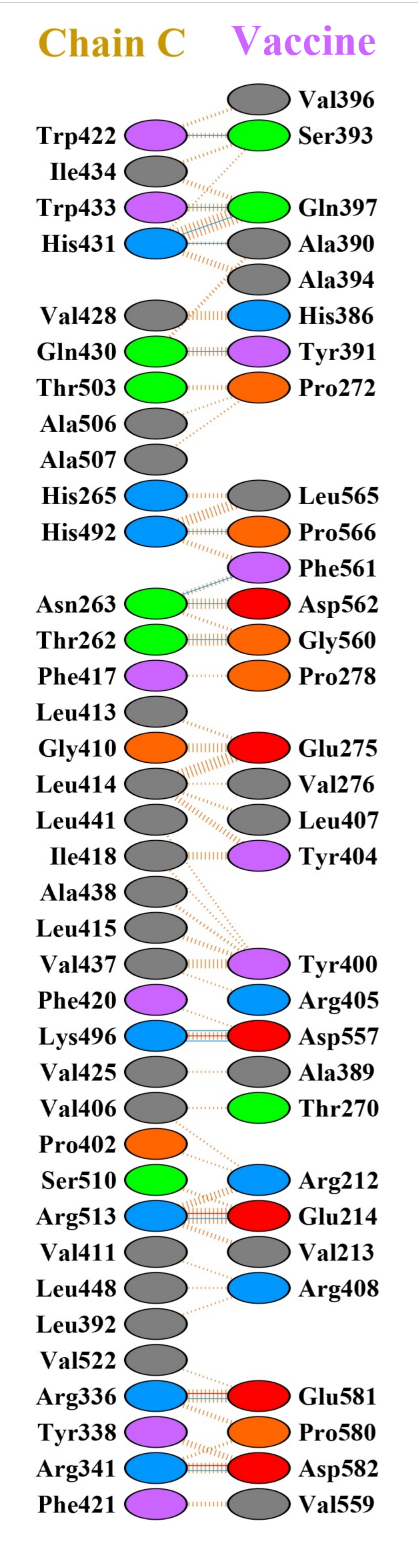 Chain C Vaccine
Val396
Trp422 Ser393
Ile434
Trp433 Gln397
His431 Ala390
Ala394
Val428 His386
Gln430 Tyr391
Thr503 Pro272
Ala506
Ala507
His265 Leu565
His492 Pro566
Phe561
Asn263 Asp562
Thr262 Gly560
Phe417 Pro278
Leu413
Gly410 Glu275
Leu414 Val276
Leu441 Leu407
Ile418 Tyr404
Ala438
Leu415
Val437 Tyr400
Phe420 Arg405
Lys496 Asp557
Val425 Ala389
Val406 Thr270
Pro402
Ser510 Arg212
Arg513 Glu214
Val411 Val213
Leu448 Arg408
Leu392
Val522
Arg336 Glu581
Tyr338 Pro580
Arg341 Asp582
Phe421 Val559